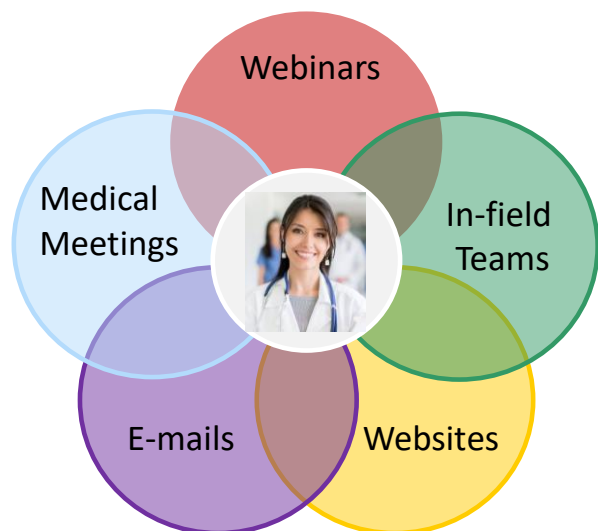 Webinars
Medical
Meetings
In-field
Teams
E-mails
Websites